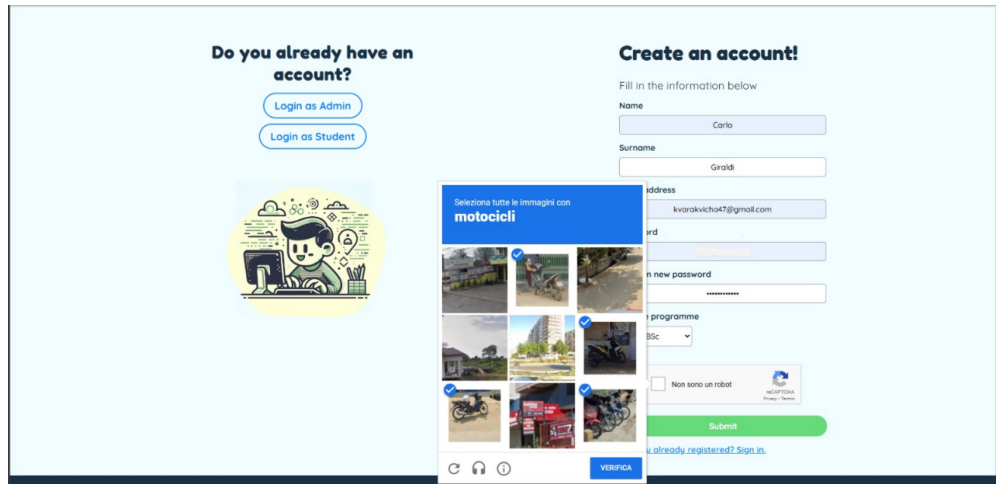 Do you already have an
account?
Login as Admin
Login as Student
Create an account!
Fill in the information below
Name
Carlo
Surname
Giraldi
address
kvarakvicho47@gmail.com
rd
n new password
••••••••••••
programme
BSc
Seleziona tutte le immagini con
motocicli
VERIFICA
Non sono un robot
reCAPTCHA
Privacy - Termini
Submit
already registered? Sign in.